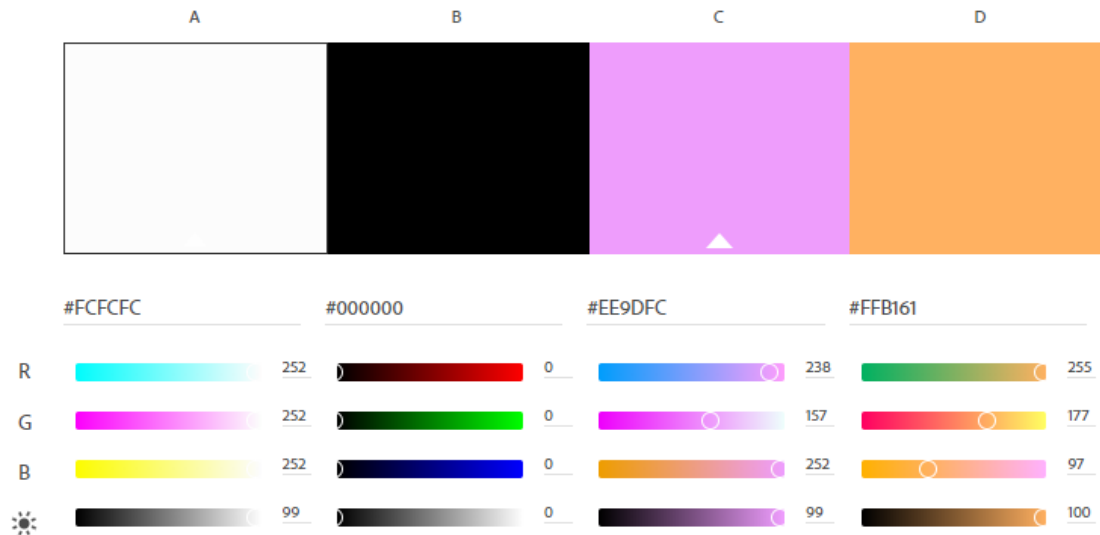 A B C D
#FCFCFC #000000 #EE9DFC #FFB161
R 252 0 238 255
G 252 0 157 177
B 252 0 252 97
99 0 99 100